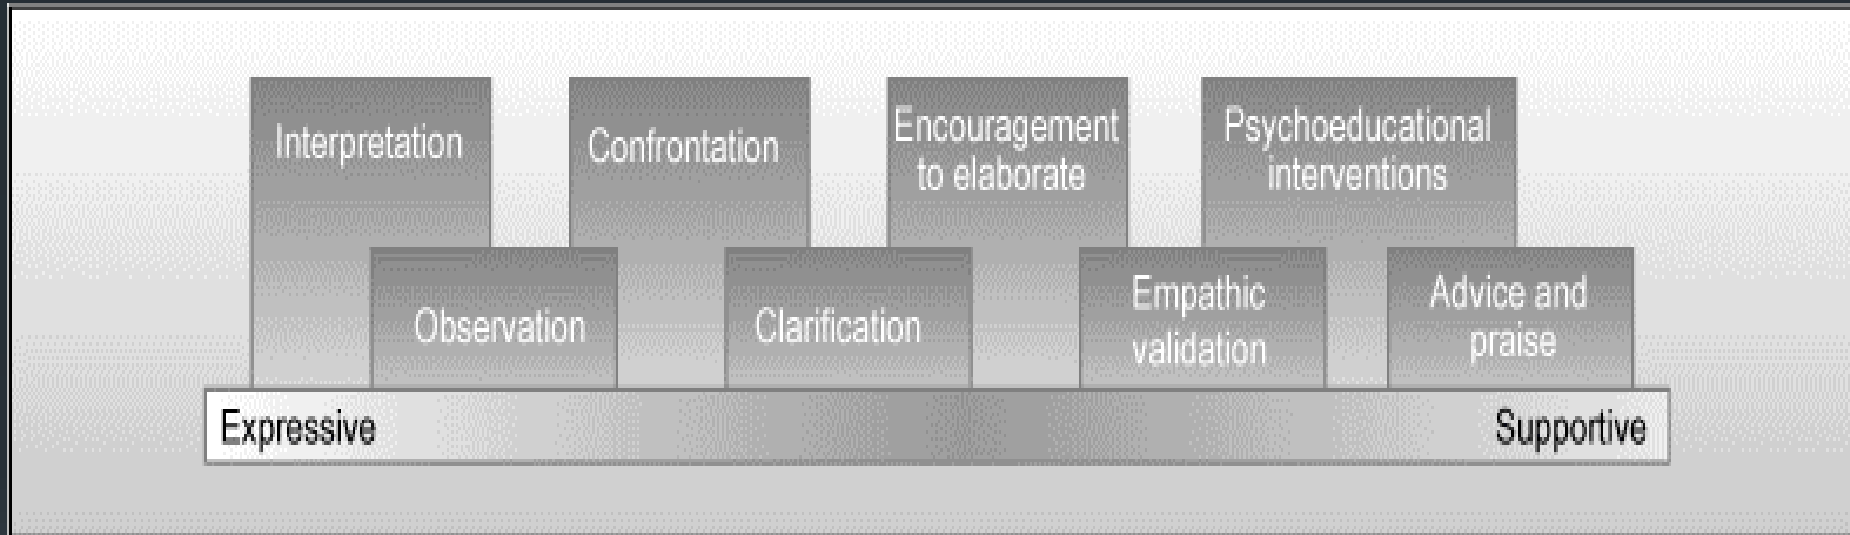 Interpretation
Confrontation
Encouragement
to elaborate
Psychoeducational
interventions
Observation
Clarification
Empathic
validation
Advice and
praise
Expressive
Supportive